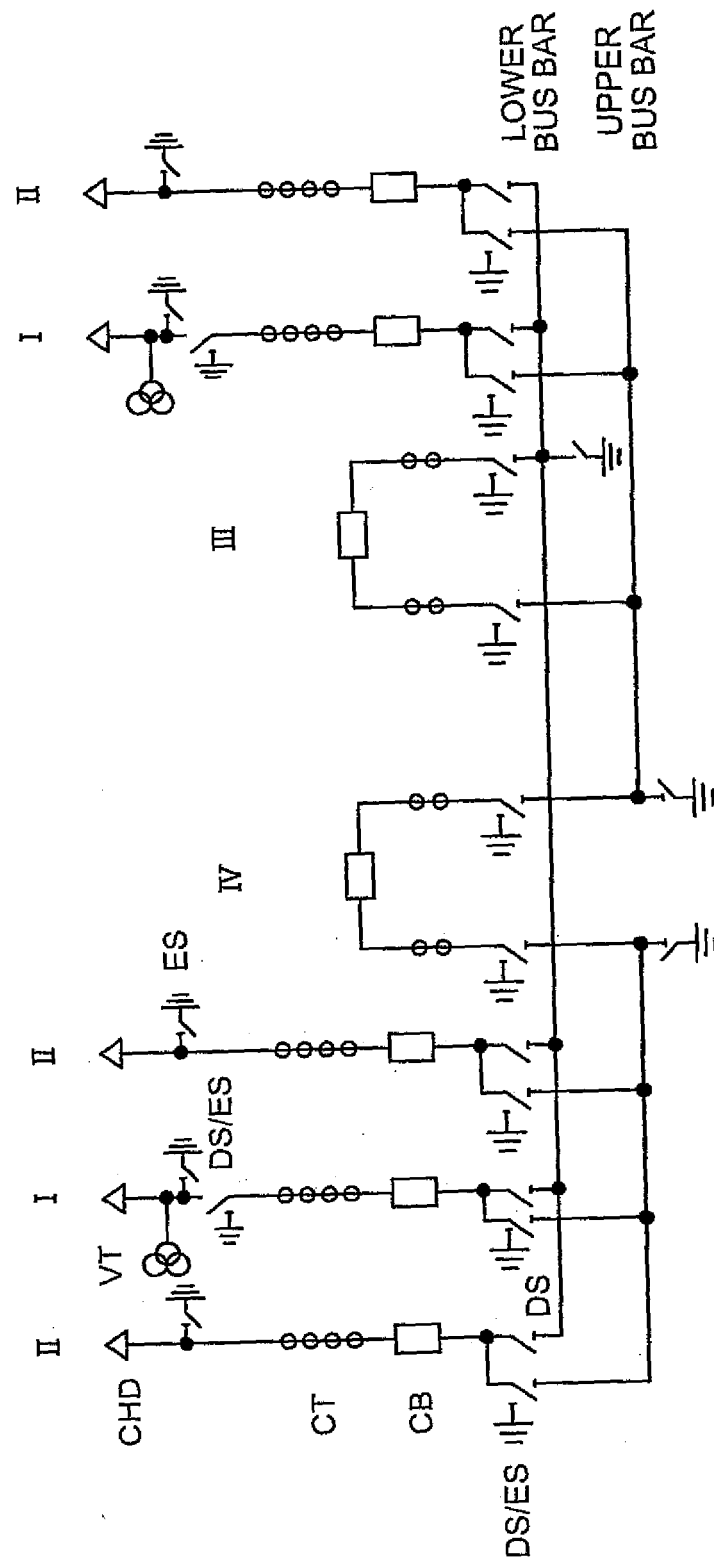 II I II I II
VT
CHD
ES
DS/ES
IV III
CT
CB
DS
DS/ES
LOWER
BUS BAR
UPPER
BUS BAR